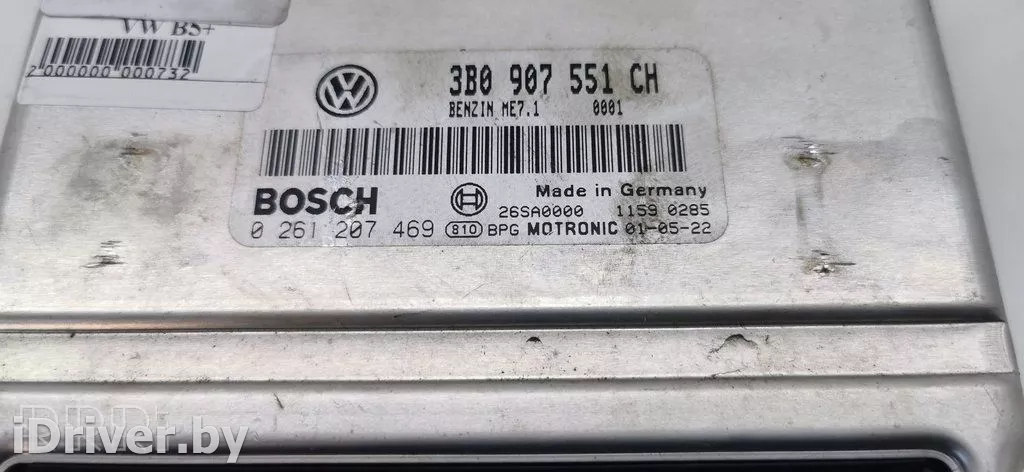 VW B5+
2 000000 000732
3B0 907 551 CH
BENZIN ME7.1 0001
BOSCH
Made in Germany
26SA0000 1159 0285
0 261 207 469 810 BPG MOTRONIC 01-05-22
iDriver.by